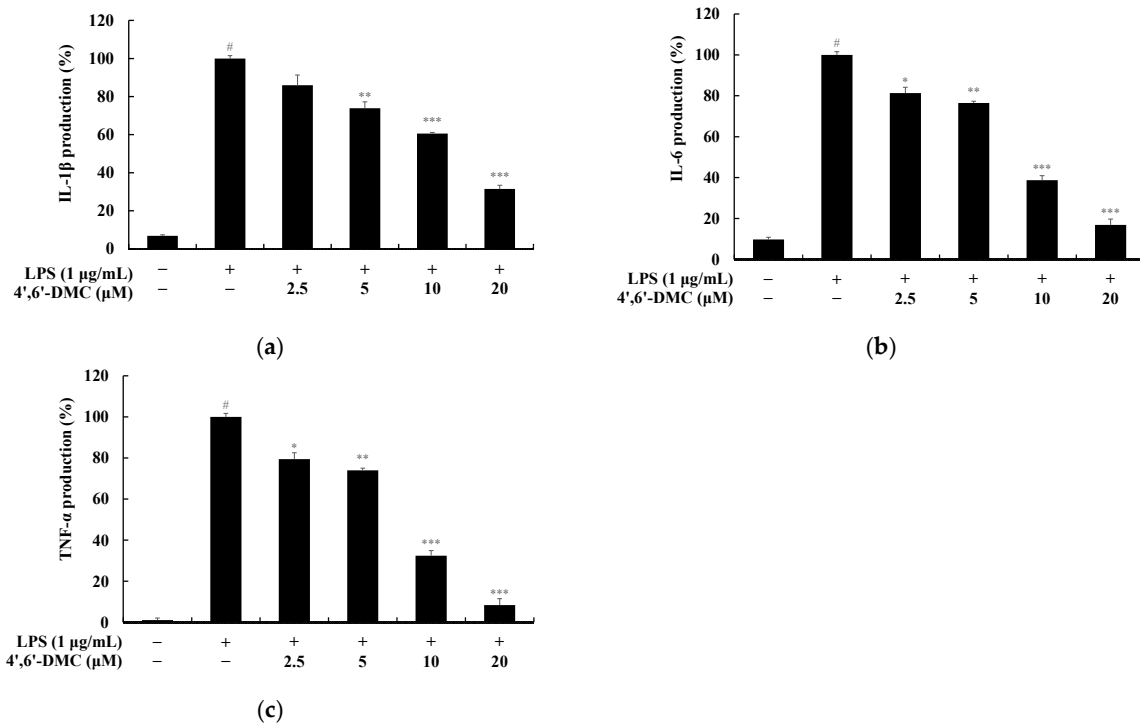 120
100
80
60
40
20
0
IL-1β production (%)
#
**
***
***
LPS (1 μg/mL) − + + + + +
4',6'-DMC (μM) − − 2.5 5 10 20
(a)
120
100
80
60
40
20
0
IL-6 production (%)
#
*
**
***
***
LPS (1 μg/mL) − + + + + +
4',6'-DMC (μM) − − 2.5 5 10 20
(b)
120
100
80
60
40
20
0
TNF-α production (%)
#
*
**
***
***
LPS (1 μg/mL) − + + + + +
4',6'-DMC (μM) − − 2.5 5 10 20
(c)